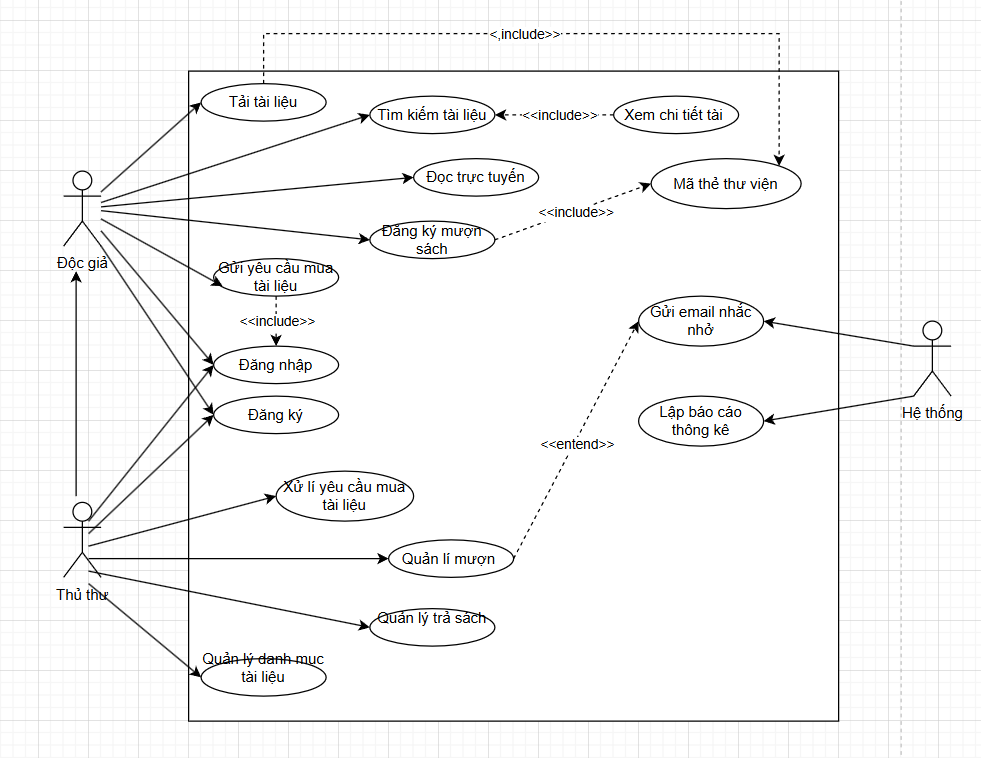 <,include>>
Tải tài liệu
Tìm kiếm tài liệu
<<include>>
Xem chi tiết tài
Đọc trực tuyến
Mã thẻ thư viện
<<include>>
Đăng ký mượn
sách
Độc giả
Gửi yêu cầu mua
tài liệu
<<include>>
Gửi email nhắc
nhở
Đăng nhập
Đăng ký
Lập báo cáo
thông kê
Hệ thống
<<entend>>
Xử lí yêu cầu mua
tài liệu
Quản lí mượn
Thủ thư
Quản lý trả sách
Quản lý danh mục
tài liệu